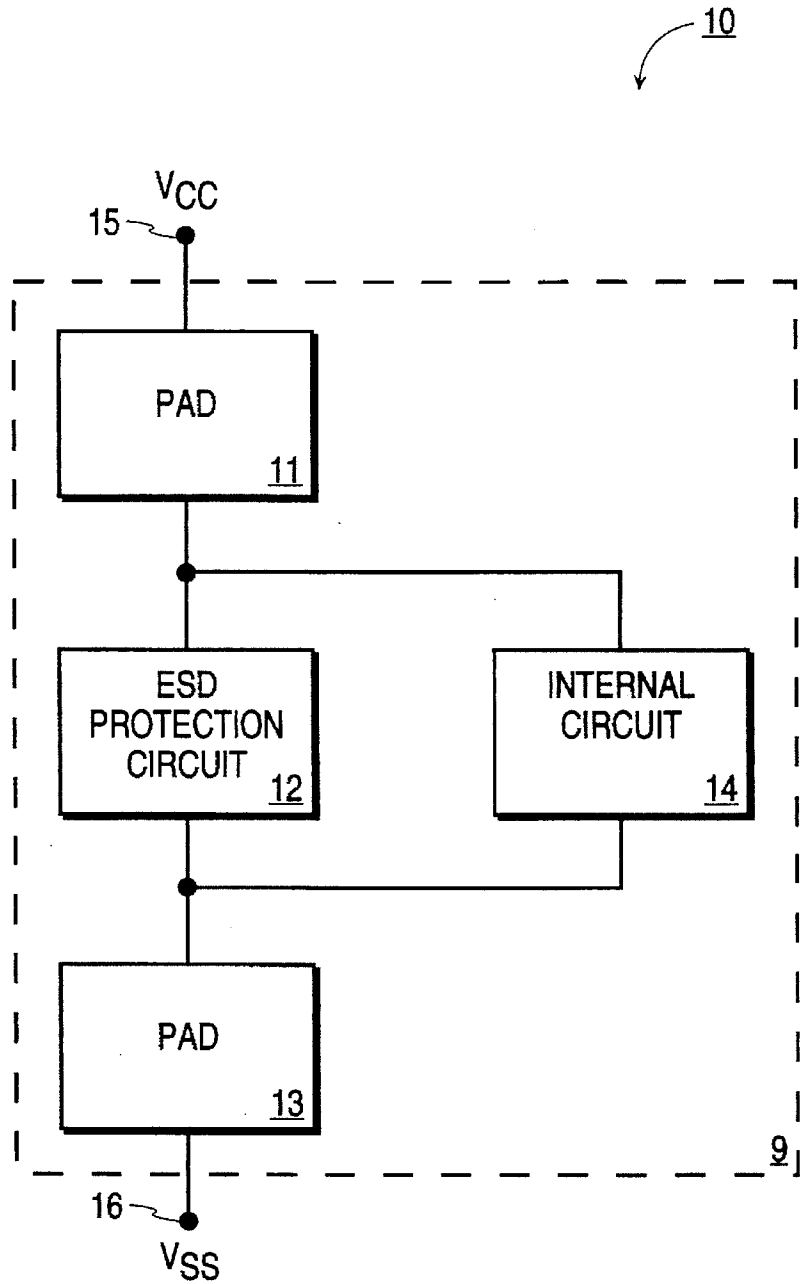 10
VCC
15
PAD
11
ESD
PROTECTION
CIRCUIT
12
INTERNAL
CIRCUIT
14
PAD
13
9
16
VSS